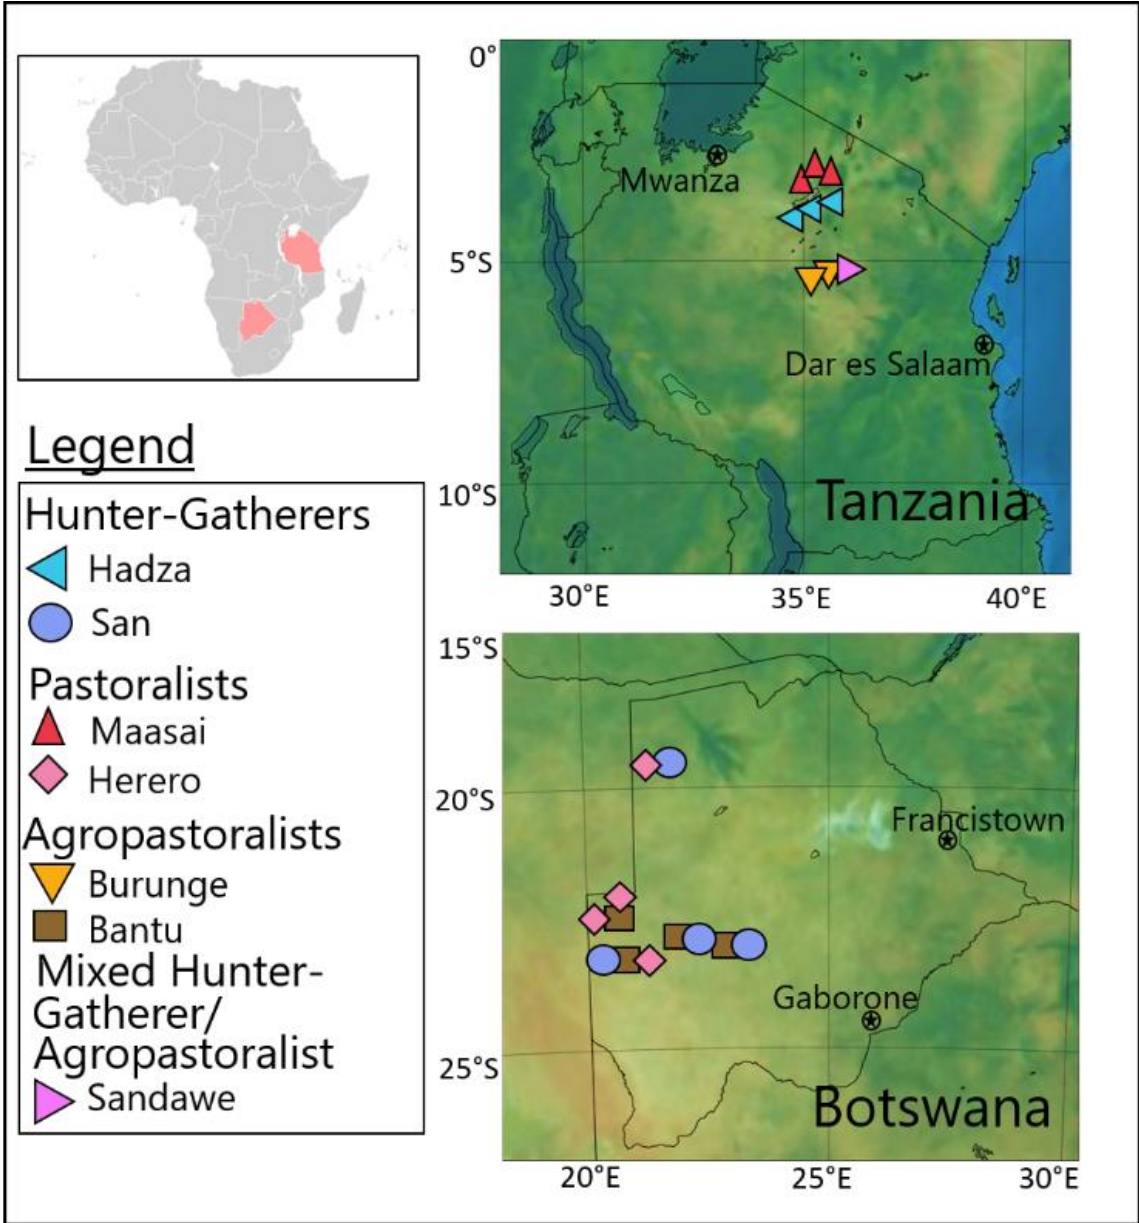 0°
Mwanza
5°S
Dar es Salaam
10°S
Tanzania
30°E
35°E
40°E
Legend
Hunter-Gatherers
Hadza
San
Pastoralists
Maasai
Herero
Agropastoralists
Burunge
Bantu
Mixed Hunter-
Gatherer/
Agropastoralist
Sandawe
15°S
20°S
Francistown
Gaborone
25°S
Botswana
20°E
25°E
30°E